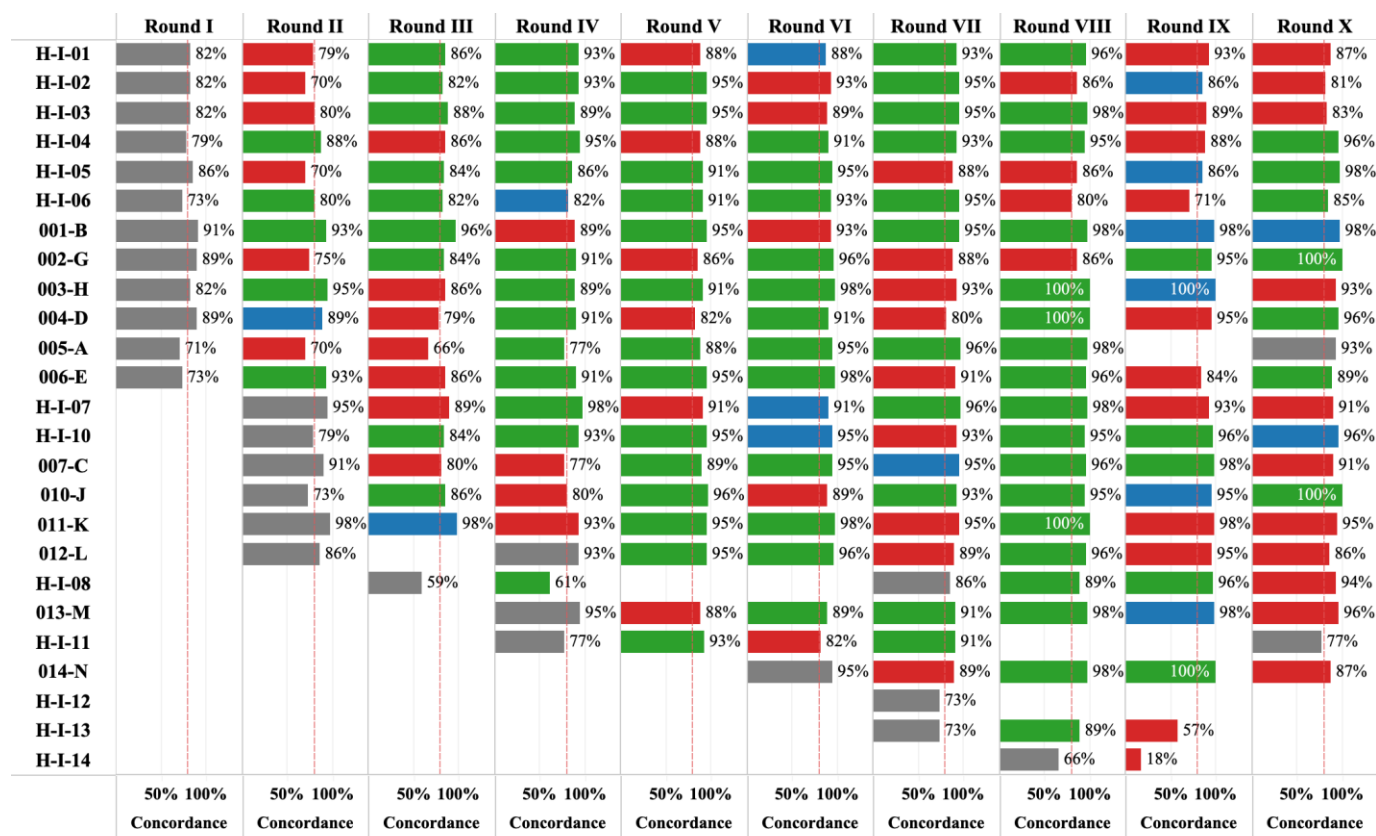 Round I Round II Round III Round IV Round V Round VI Round VII Round VIII Round IX Round X
H-I-01 82% 79% 86% 93% 88% 88% 93% 96% 93% 87%
H-I-02 82% 70% 82% 93% 95% 93% 95% 86% 86% 81%
H-I-03 82% 80% 88% 89% 95% 89% 95% 98% 89% 83%
H-I-04 79% 88% 86% 95% 88% 91% 93% 95% 88% 96%
H-I-05 86% 70% 84% 86% 91% 95% 88% 86% 86% 98%
H-I-06 73% 80% 82% 82% 91% 93% 95% 80% 71% 85%
001-B 91% 93% 96% 89% 95% 93% 95% 98% 98% 98%
002-G 89% 75% 84% 91% 86% 96% 88% 86% 95% 100%
003-H 82% 95% 86% 89% 91% 98% 93% 100% 100% 93%
004-D 89% 89% 79% 91% 82% 91% 80% 100% 95% 96%
005-A 71% 70% 66% 77% 88% 95% 96% 98% 93%
006-E 73% 93% 86% 91% 95% 98% 91% 96% 84% 89%
H-I-07 95% 89% 98% 91% 91% 96% 98% 93% 91%
H-I-10 79% 84% 93% 95% 95% 93% 95% 96% 96%
007-C 91% 80% 77% 89% 95% 95% 96% 98% 91%
010-J 73% 86% 80% 96% 89% 93% 95% 95% 100%
011-K 98% 98% 93% 95% 98% 95% 100% 98% 95%
012-L 86% 93% 95% 96% 89% 96% 95% 86%
H-I-08 59% 61% 86% 89% 96% 94%
013-M 95% 88% 89% 91% 98% 98% 96%
H-I-11 77% 93% 82% 91% 77%
014-N 95% 89% 98% 100% 87%
H-I-12 73%
H-I-13 73% 89% 57%
H-I-14 66% 18%
50% 100% 50% 100% 50% 100% 50% 100% 50% 100% 50% 100% 50% 100% 50% 100% 50% 100% 50% 100%
Concordance Concordance Concordance Concordance Concordance Concordance Concordance Concordance Concordance Concordance